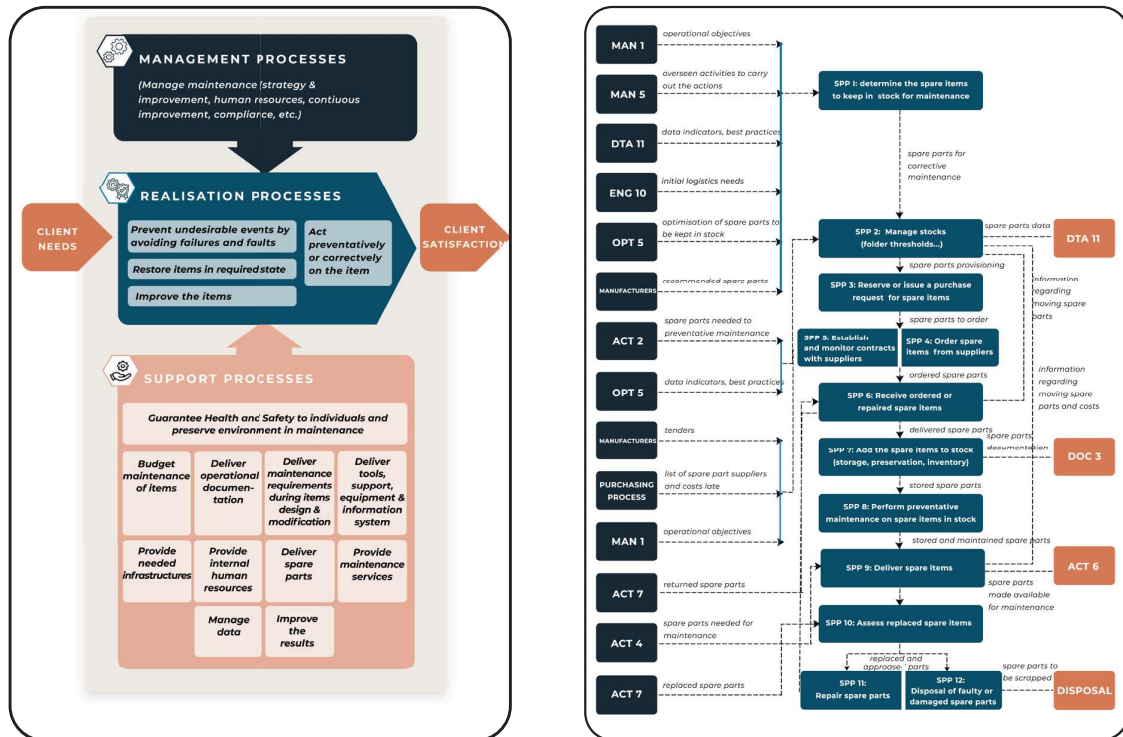 MANAGEMENT PROCESSES
(Manage maintenance (strategy &
improvement, human resources, contiuous
improvement, compliance, etc.)
REALISATION PROCESSES
CLIENT
NEEDS
Prevent undesirable events by
avoiding failures and faults
Restore items in required state
Improve the items
Act
preventatively
or correctvely
on the item
CLIENT
SATISFACTION
SUPPORT PROCESSES
Guarantee Health and Safety to individuals and
preserve environment in maintenance
Budget
maintenance
of items
Deliver
operational
documen-
tation
Deliver
maintenance
requirements
during items
design &
modification
Deliver
tools,
support,
equipment &
information
system
Provide
needed
infrastructures
Provide
internal
human
resources
Deliver
spare
parts
Provide
maintenance
services
Manage
data
Improve
the
results
MAN 1
operational objectives
MAN 5
overseen activities to carry
out the actions
DTA 11
data indicators, best practices
ENG 10
initial logistics needs
OPT 5
optimisation of spare parts to
be kept in stock
MANUFACTURERS
recommended spare parts
ACT 2
spare parts needed to
preventative maintenance
OPT 5
data indicators, best practices
MANUFACTURERS
tenders
PURCHASING
PROCESS
list of spare part suppliers
and costs late
MAN 1
operational objectives
ACT 7
returned spare parts
ACT 4
spare parts needed for
maintenance
ACT 7
replaced spare parts
SPP I: determine the spare items
to keep in stock for maintenance
spare parts for
corrective
maintenance
SPP 2: Manage stocks
(folder thresholds...)
spare parts data
DTA 11
spare parts provisioning
information
regarding
moving spare
parts
SPP 3: Reserve or issue a purchase
request for spare items
spare parts to order
SPP 5: Establish
and monitor contracts
with suppliers
SPP 4: Order spare
items from suppliers
ordered spare parts
information
regarding
moving spare
parts and costs
SPP 6: Receive ordered or
repaired spare items
delivered spare parts
spare parts
documentation
SPP 7: Add the spare items to stock
(storage, preservation, inventory)
DOC 3
stored spare parts
SPP 8: Perform preventative
maintenance on spare items in stock
stored and maintained spare parts
SPP 9: Deliver spare items
ACT 6
spare parts
made available
for maintenance
SPP 10: Assess replaced spare items
replaced and
approased parts
spare parts to
be scrapped
SPP 11:
Repair spare parts
SPP 12:
Disposal of faulty or
damaged spare parts
DISPOSAL